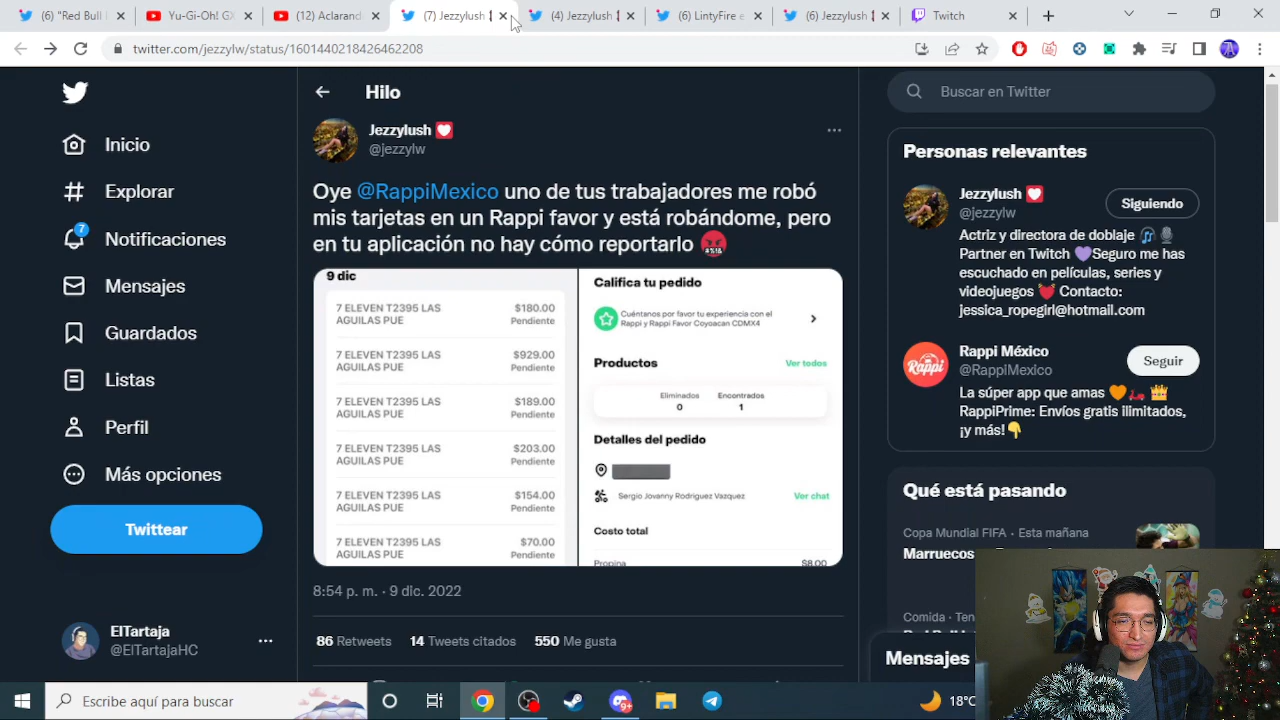 (6) "Red Bull
Yu-Gi-Oh! GX
(12) Aclarand
(7) Jezzylush
(4) Jezzylush
(6) LintyFire e
(6) Jezzylush
Twitch
twitter.com/jezzylw/status/1601440218426462208
Inicio
Explorar
7
Notificaciones
Mensajes
Guardados
Listas
Perfil
Más opciones
Twittear
ElTartaja
@ElTartajaHC
Hilo
Jezzylush
@jezzylw
Oye @RappiMexico uno de tus trabajadores me robó
mis tarjetas en un Rappi favor y está robándome, pero
en tu aplicación no hay cómo reportarlo
9 dic
7 ELEVEN T2395 LAS $180.00
AGUILAS PUE Pendiente
7 ELEVEN T2395 LAS $929.00
AGUILAS PUE Pendiente
7 ELEVEN T2395 LAS $189.00
AGUILAS PUE Pendiente
7 ELEVEN T2395 LAS $203.00
AGUILAS PUE Pendiente
7 ELEVEN T2395 LAS $154.00
AGUILAS PUE Pendiente
7 ELEVEN T2395 LAS $70.00
AGUILAS PUE Pendiente
Califica tu pedido
Cuéntanos por favor tu experiencia con el
Rappi y Rappi Favor Coyoacan CDMX4
Productos Ver todos
Eliminados Encontrados
0 1
Detalles del pedido
Sergio Jovanny Rodriguez Vazquez Ver chat
Costo total
Propina $8.00
8:54 p. m. · 9 dic. 2022
86 Retweets 14 Tweets citados 550 Me gusta
Buscar en Twitter
Personas relevantes
Jezzylush
@jezzylw
Siguiendo
Actriz y directora de doblaje
Partner en Twitch Seguro me has
escuchado en películas, series y
videojuegos Contacto:
jessica_ropegirl@hotmail.com
Rappi México
@RappiMexico
Seguir
La súper app que amas
RappiPrime: Envíos gratis ilimitados,
¡y más!
Qué está pasando
Copa Mundial FIFA · Esta mañana
Marruecos
Comida · Ten
Mensajes
Escribe aquí para buscar
9+
18°C